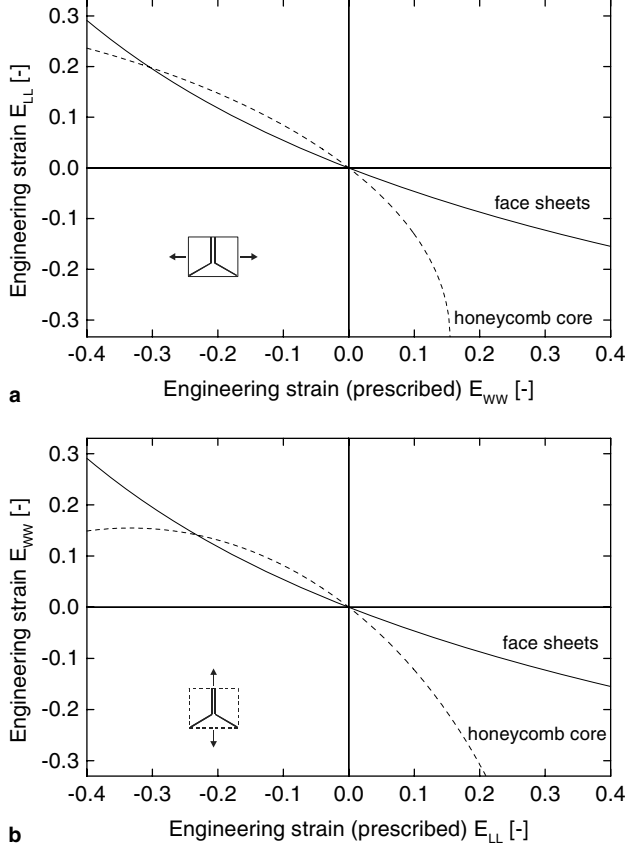 0.3
0.2
0.1
0.0
-0.1
-0.2
-0.3
Engineering strain E_LL [-]
face sheets
honeycomb core
-0.4 -0.3 -0.2 -0.1 0.0 0.1 0.2 0.3 0.4
a Engineering strain (prescribed) E_WW [-]
0.3
0.2
0.1
0.0
-0.1
-0.2
-0.3
Engineering strain E_WW [-]
face sheets
honeycomb core
-0.4 -0.3 -0.2 -0.1 0.0 0.1 0.2 0.3 0.4
b Engineering strain (prescribed) E_LL [-]